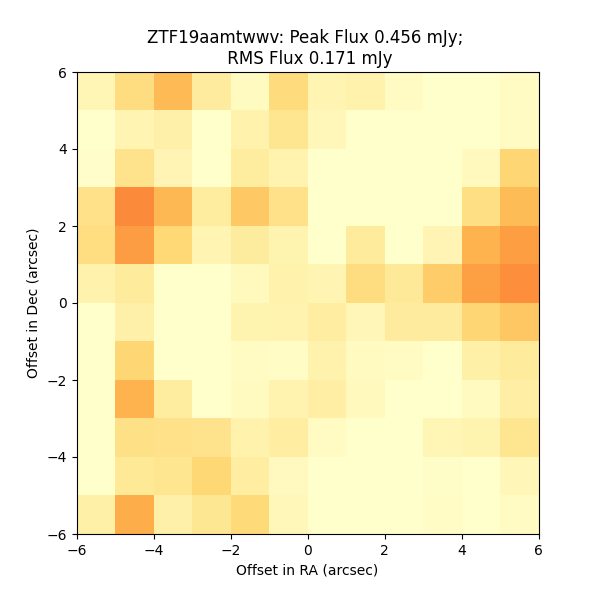 ZTF19aamtwwv: Peak Flux 0.456 mJy;
RMS Flux 0.171 mJy
6
4
2
0
−2
−4
−6
Offset in Dec (arcsec)
−6 −4 −2 0 2 4 6
Offset in RA (arcsec)